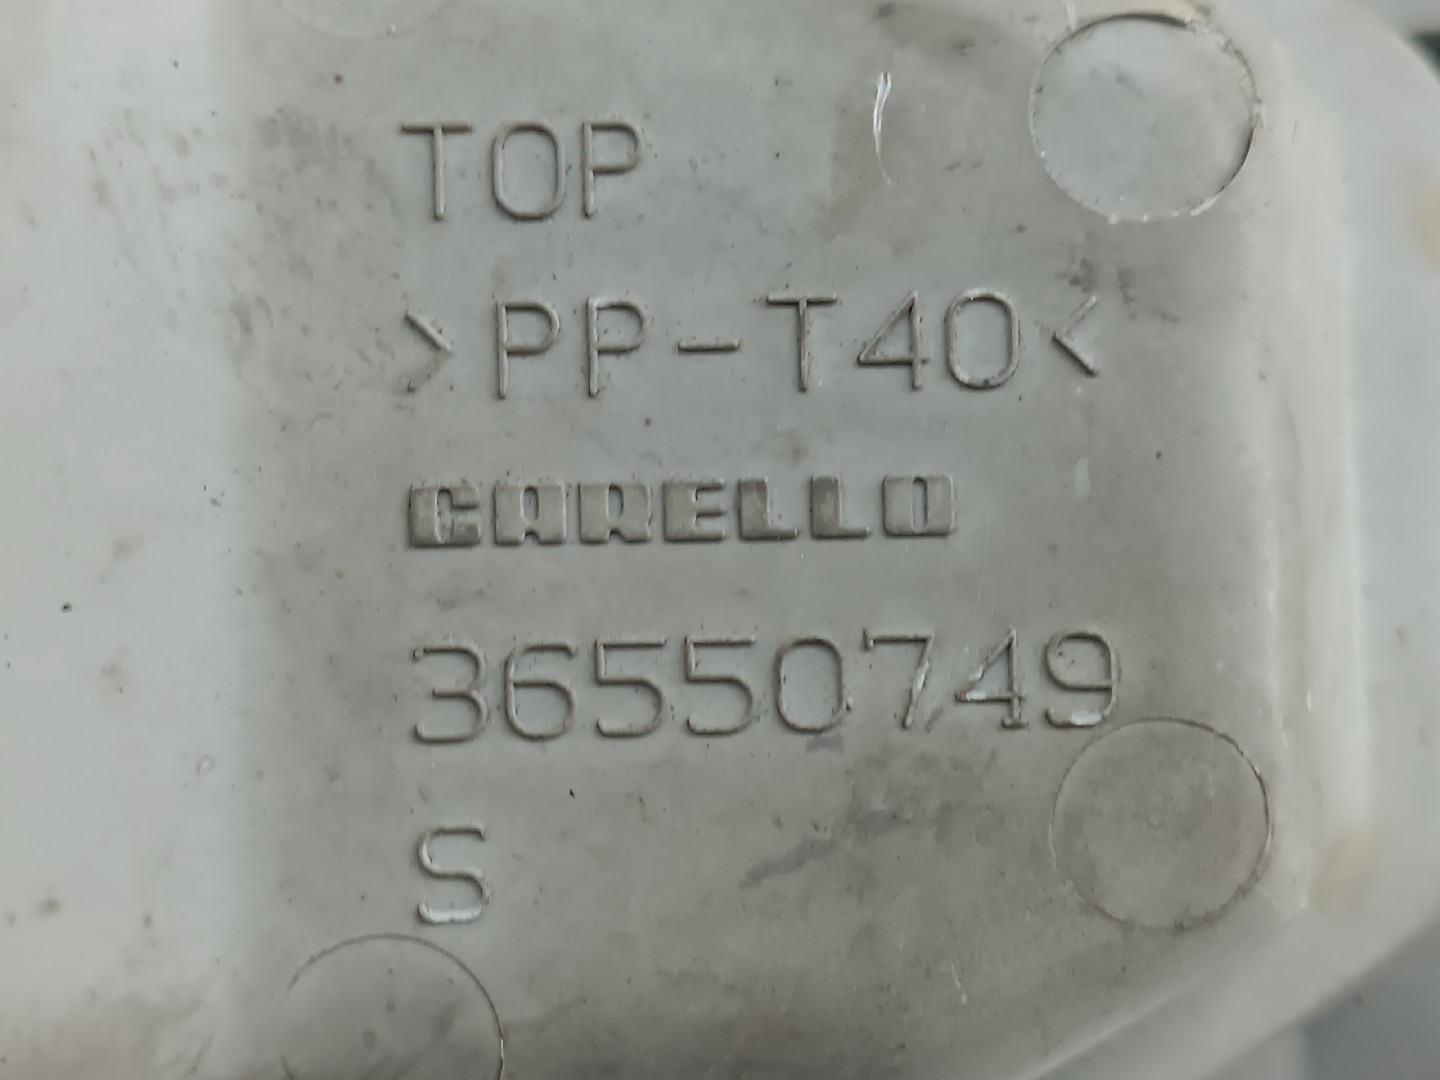 TOP
>PP-T40<
CARELLO
36550749
S